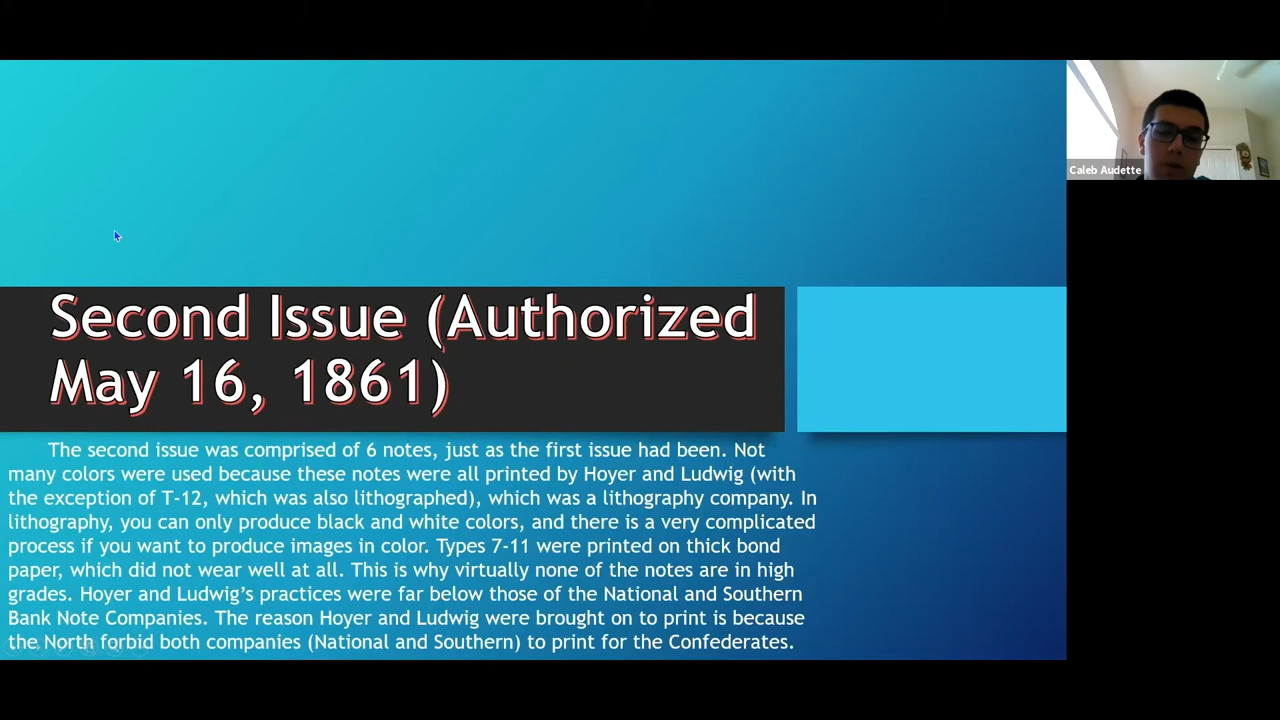 Second Issue (Authorized
May 16, 1861)
The second issue was comprised of 6 notes, just as the first issue had been. Not
many colors were used because these notes were all printed by Hoyer and Ludwig (with
the exception of T-12, which was also lithographed), which was a lithography company. In
lithography, you can only produce black and white colors, and there is a very complicated
process if you want to produce images in color. Types 7-11 were printed on thick bond
paper, which did not wear well at all. This is why virtually none of the notes are in high
grades. Hoyer and Ludwig’s practices were far below those of the National and Southern
Bank Note Companies. The reason Hoyer and Ludwig were brought on to print is because
the North forbid both companies (National and Southern) to print for the Confederates.
Caleb Audette